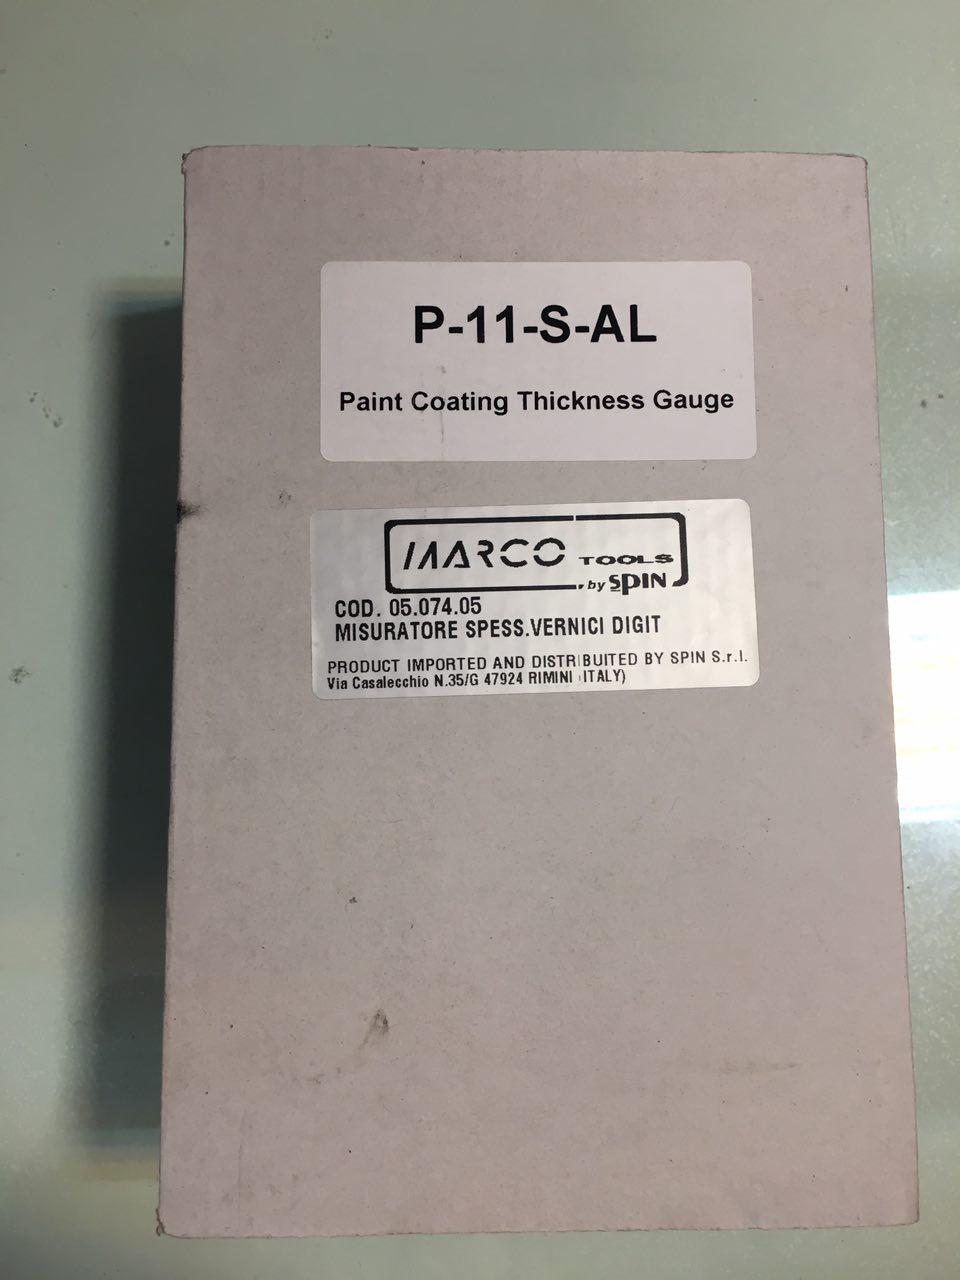 P-11-S-AL
Paint Coating Thickness Gauge
MARCO TOOLS
by SPIN
COD. 05.074.05
MISURATORE SPESS.VERNICI DIGIT
PRODUCT IMPORTED AND DISTRIBUITED BY SPIN S.r.l.
Via Casalecchio N.35/G 47924 RIMINI (ITALY)